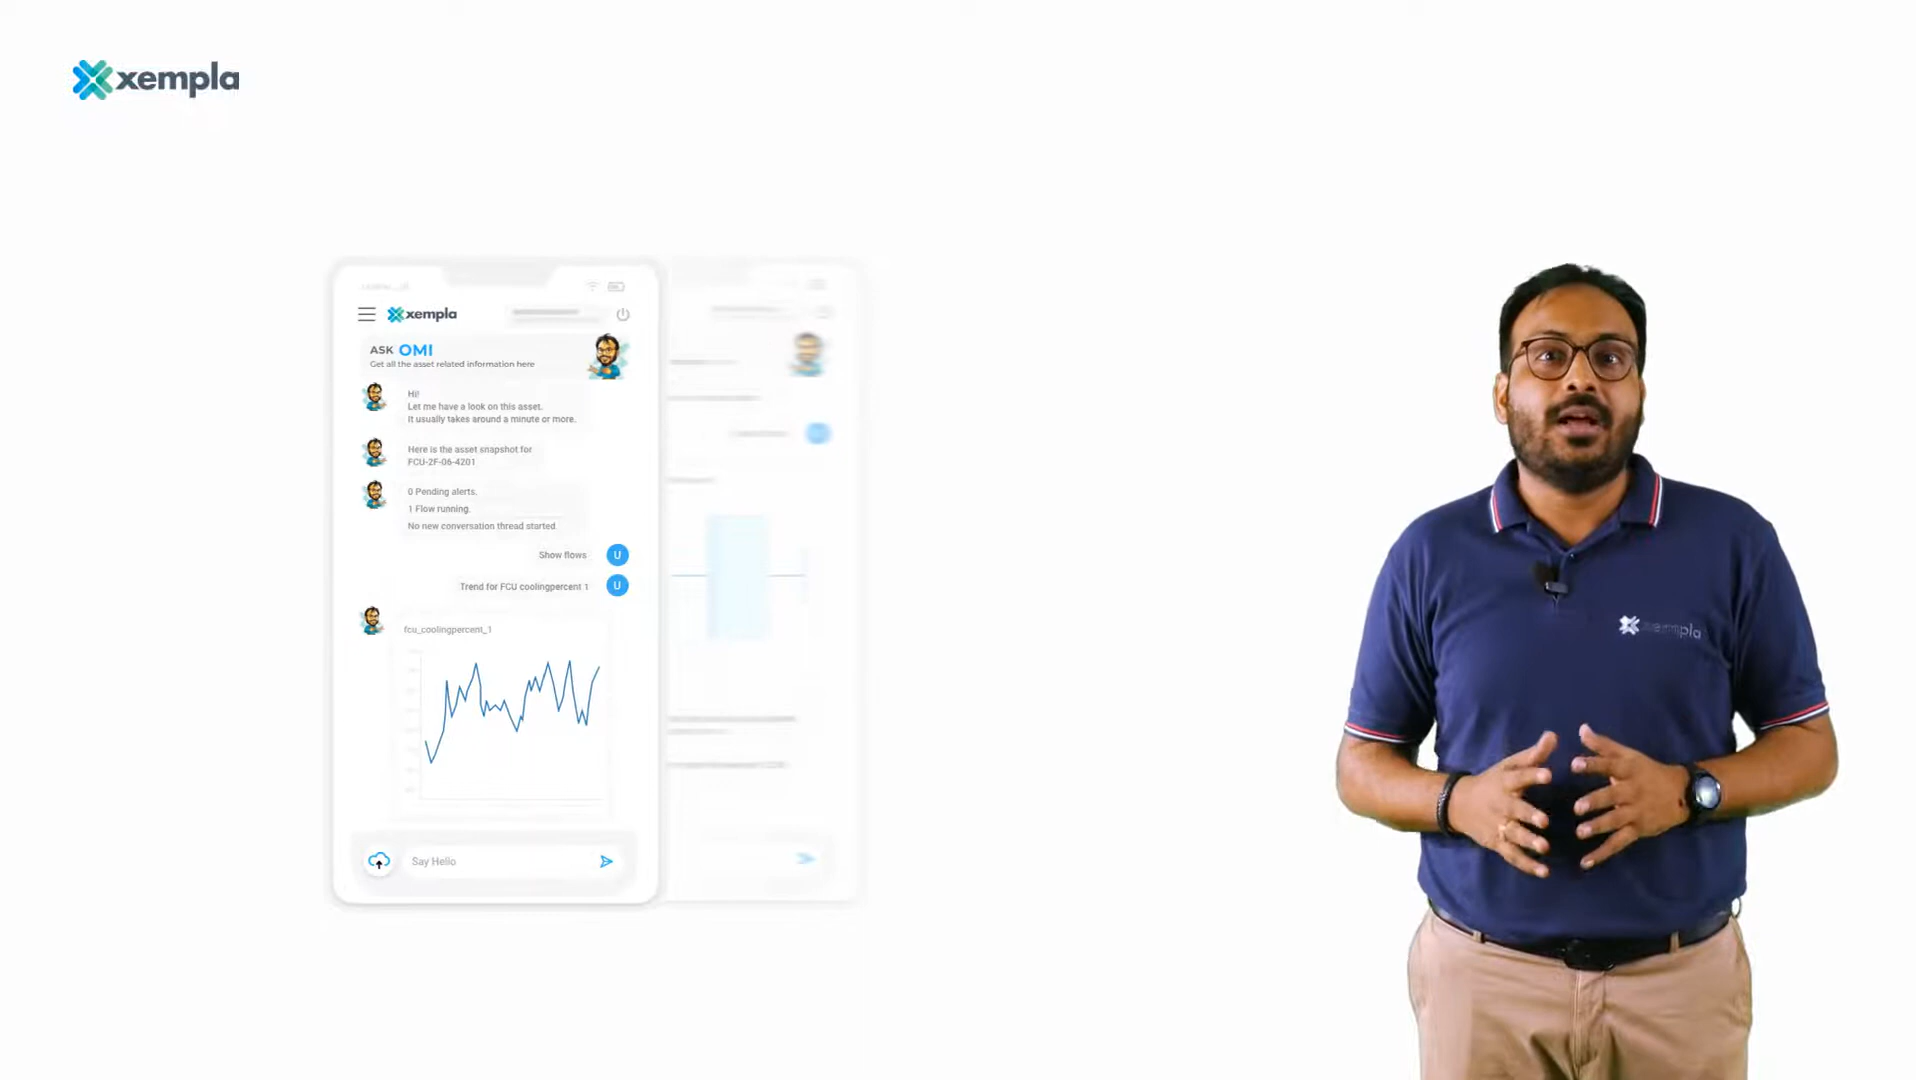 xempla
xempla
ASK OMI
Get all the asset related information here
Hi!
Let me have a look on this asset.
It usually takes around a minute or more.
Here is the asset snapshot for
FCU-2F-06-4201
0 Pending alerts.
1 Flow running.
No new conversation thread started
Show flows
U
Trend for FCU coolingpercent 1
U
fcu_coolingpercent_1
Say Hello
xempla